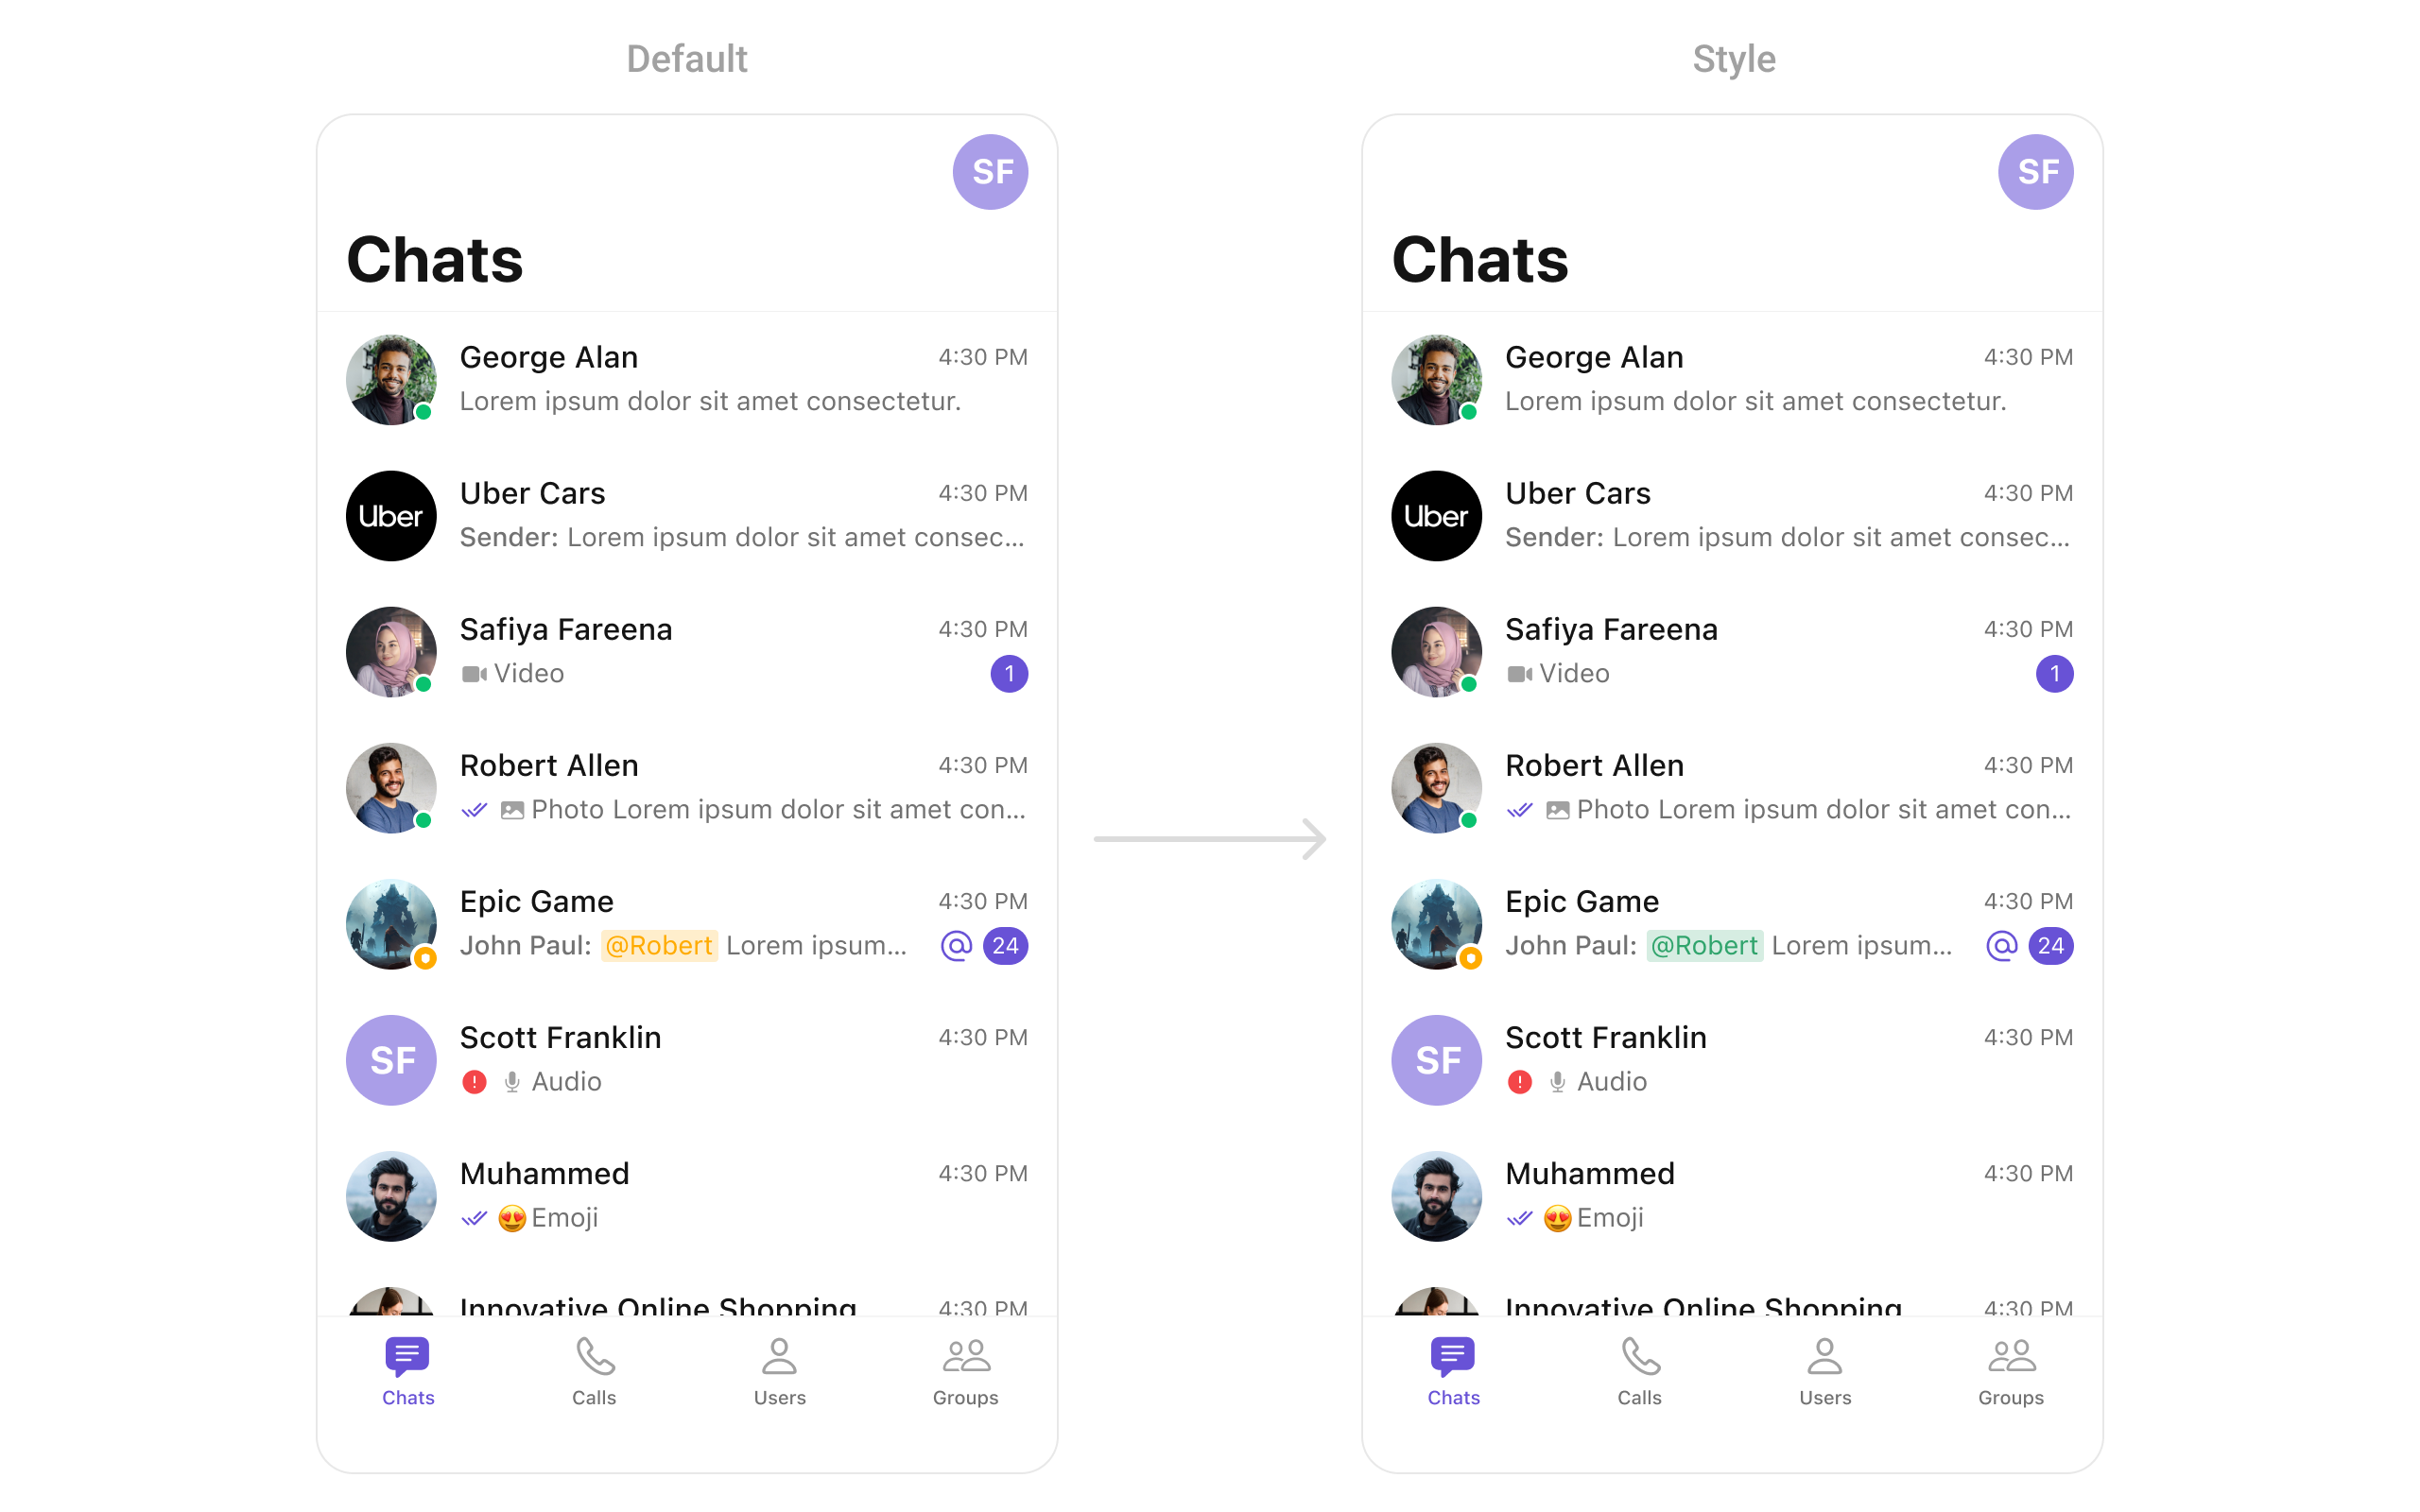 Default
SF
Chats
George Alan 4:30 PM
Lorem ipsum dolor sit amet consectetur.
Uber
Uber Cars 4:30 PM
Sender: Lorem ipsum dolor sit amet consec...
Safiya Fareena 4:30 PM
Video 1
Robert Allen 4:30 PM
Photo Lorem ipsum dolor sit amet con...
Epic Game 4:30 PM
John Paul: @Robert Lorem ipsum... @ 24
SF
Scott Franklin 4:30 PM
! Audio
Muhammed 4:30 PM
😍 Emoji
Innovative Online Shopping 4:30 PM
Chats Calls Users Groups
Style
SF
Chats
George Alan 4:30 PM
Lorem ipsum dolor sit amet consectetur.
Uber
Uber Cars 4:30 PM
Sender: Lorem ipsum dolor sit amet consec...
Safiya Fareena 4:30 PM
Video 1
Robert Allen 4:30 PM
Photo Lorem ipsum dolor sit amet con...
Epic Game 4:30 PM
John Paul: @Robert Lorem ipsum... @ 24
SF
Scott Franklin 4:30 PM
! Audio
Muhammed 4:30 PM
😍 Emoji
Innovative Online Shopping 4:30 PM
Chats Calls Users Groups